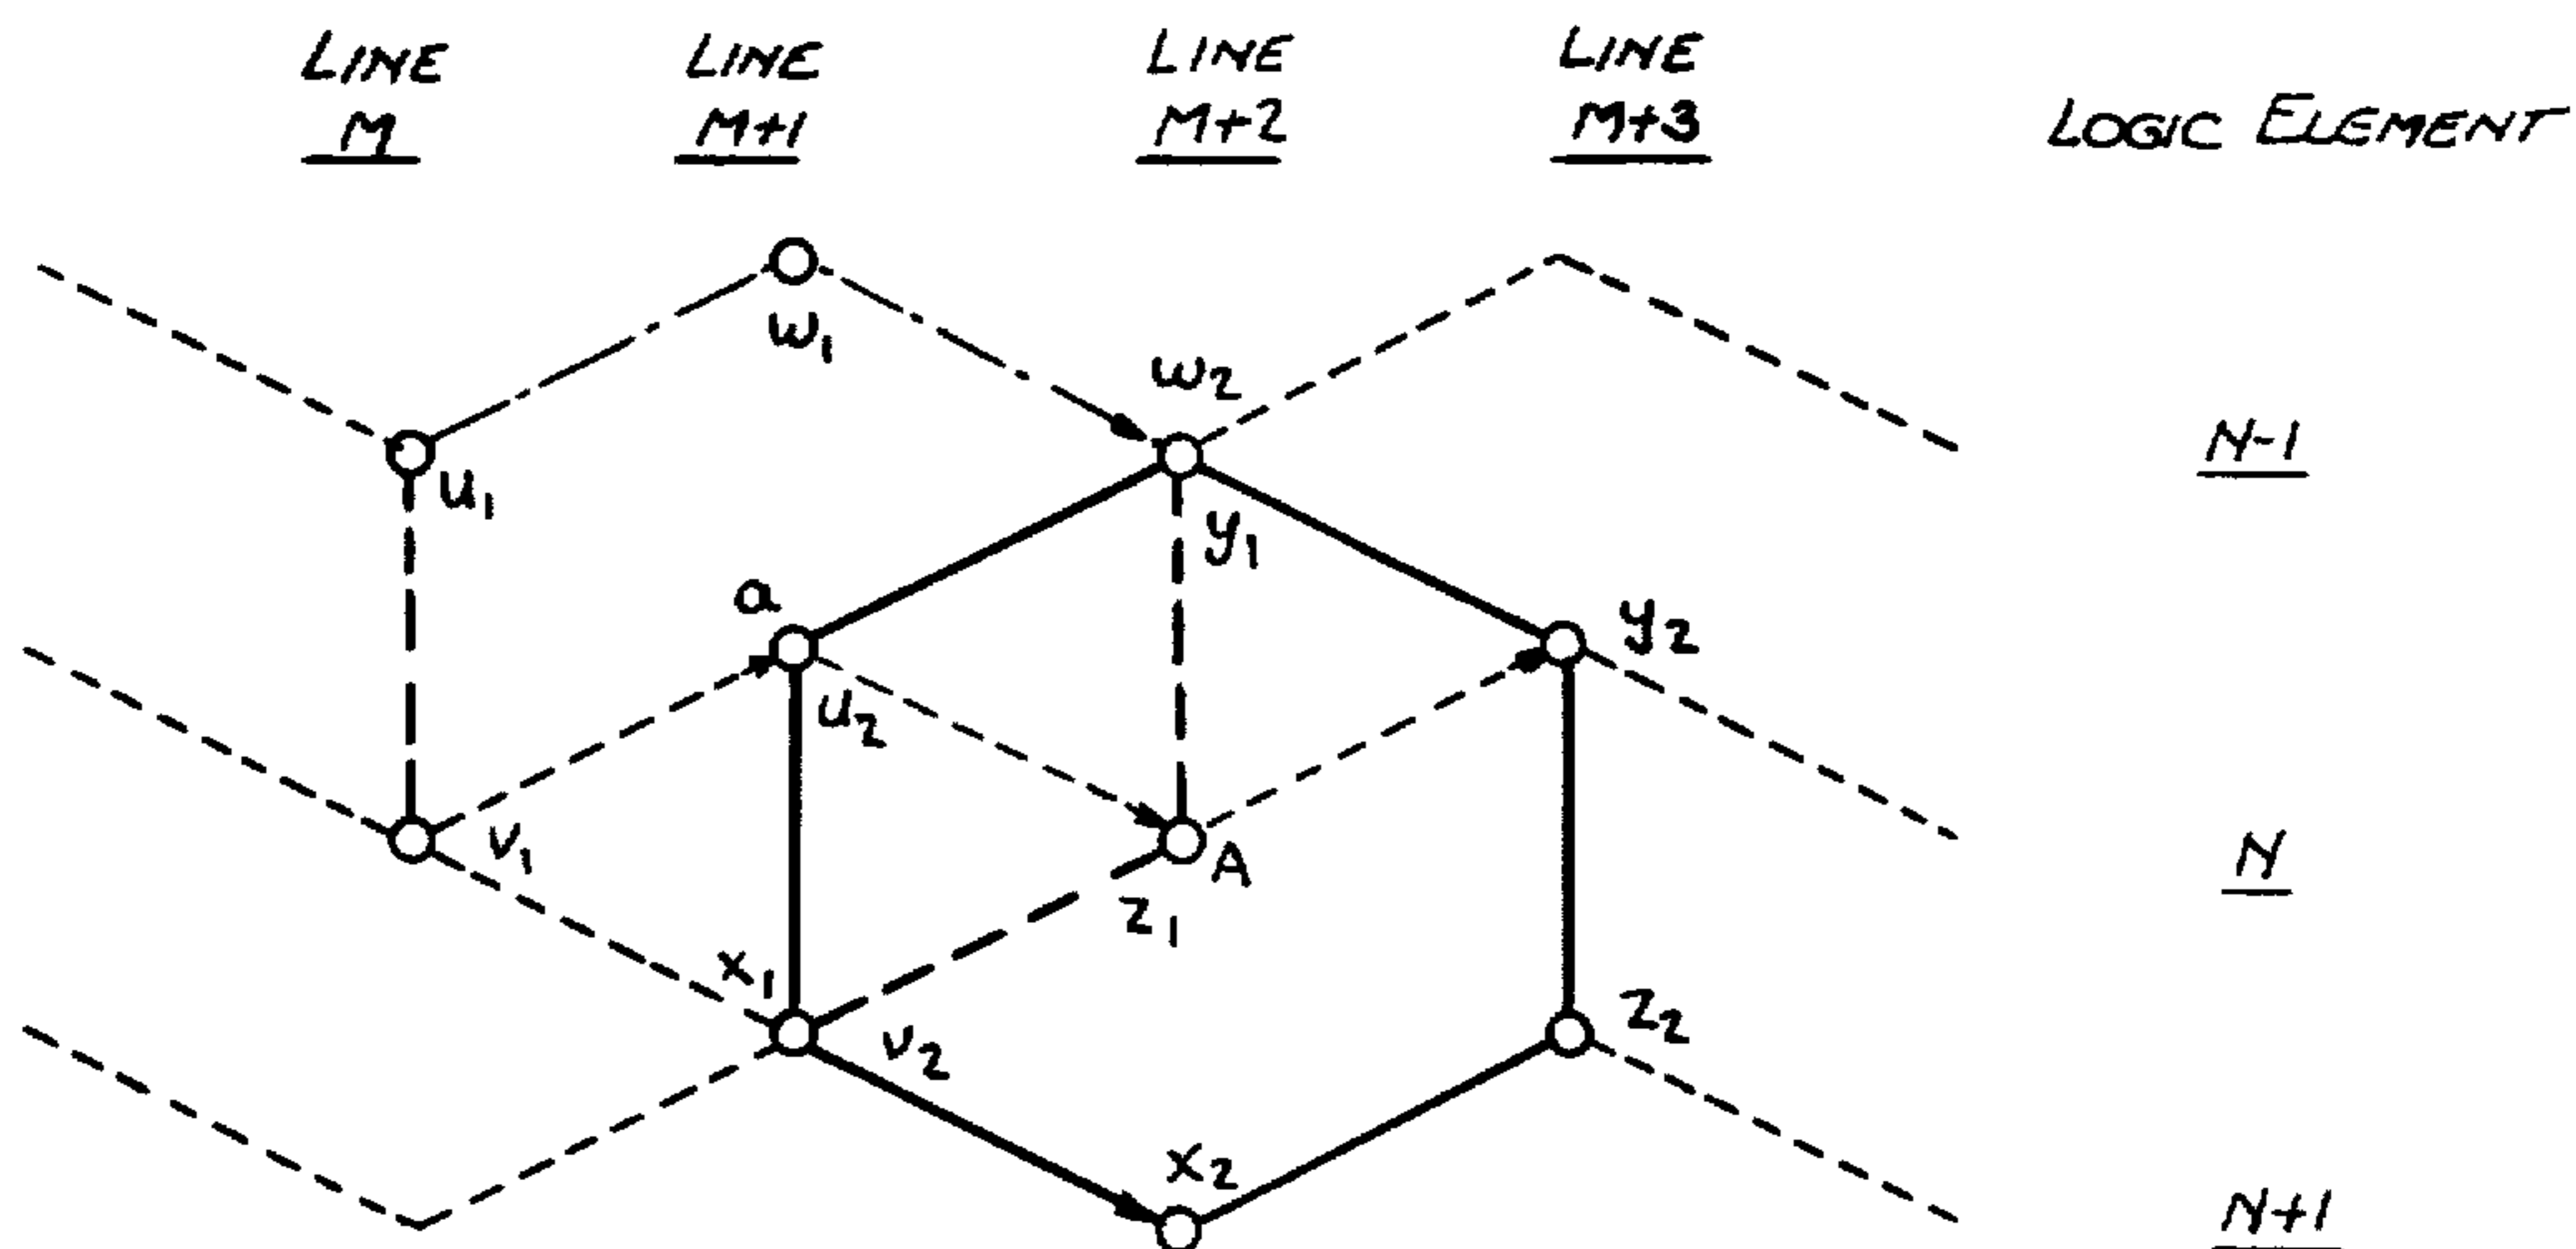 LINE M
LINE M+1
LINE M+2
LINE M+3
LOGIC ELEMENT
w1
w2
N-1
u1
y1
a
y2
u2
v1
A
N
z1
x1
z2
v2
x2
N+1